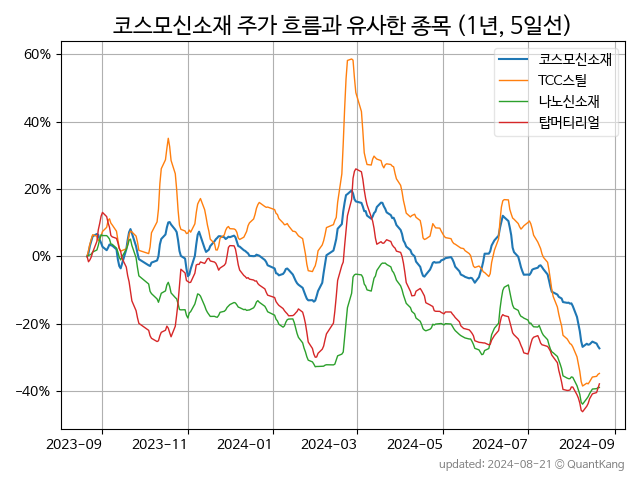 코스모신소재 주가 흐름과 유사한 종목 (1년, 5일선)
코스모신소재
TCC스틸
나노신소재
탑머티리얼
60%
40%
20%
0%
−20%
−40%
2023-09 2023-11 2024-01 2024-03 2024-05 2024-07 2024-09
updated: 2024-08-21 © QuantKang